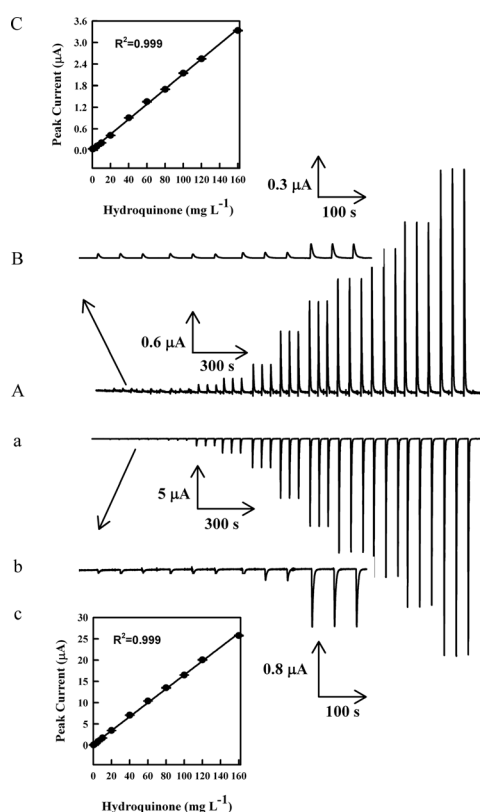 C
3.6
3.0
2.4
1.8
1.2
0.6
0.0
Peak Current (μA)
R²=0.999
0 20 40 60 80 100 120 140 160
Hydroquinone (mg L⁻¹)
0.3 μA
100 s
B
0.6 μA
300 s
A
a
5 μA
300 s
b
c
30
25
20
15
10
5
0
Peak Current (μA)
R²=0.999
0 20 40 60 80 100 120 140 160
Hydroquinone (mg L⁻¹)
0.8 μA
100 s